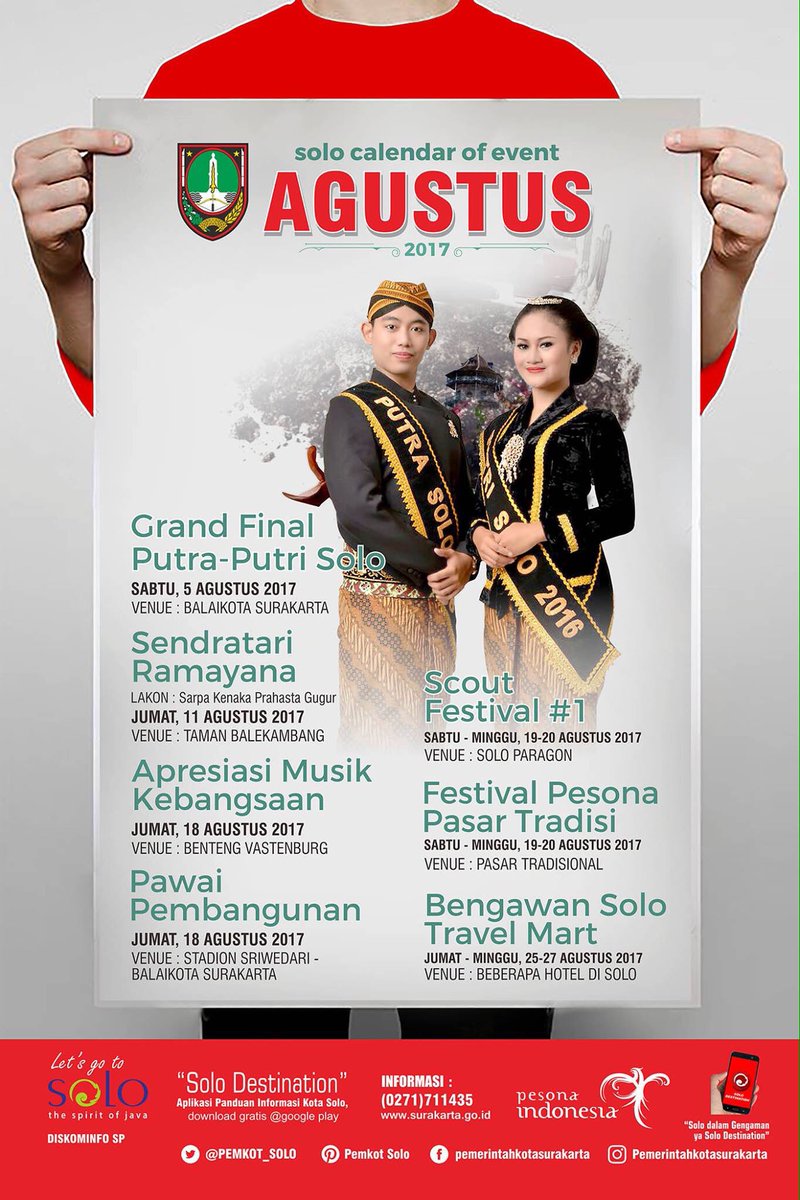 solo calendar of event
AGUSTUS
2017
PUTRA SOLO
RI SOLO 2016
Grand Final
Putra-Putri Solo
SABTU, 5 AGUSTUS 2017
VENUE : BALAIKOTA SURAKARTA
Sendratari
Ramayana
LAKON : Sarpa Kenaka Prahasta Gugur
JUMAT, 11 AGUSTUS 2017
VENUE : TAMAN BALEKAMBANG
Apresiasi Musik
Kebangsaan
JUMAT, 18 AGUSTUS 2017
VENUE : BENTENG VASTENBURG
Pawai
Pembangunan
JUMAT, 18 AGUSTUS 2017
VENUE : STADION SRIWEDARI -
BALAIKOTA SURAKARTA
Scout
Festival #1
SABTU - MINGGU, 19-20 AGUSTUS 2017
VENUE : SOLO PARAGON
Festival Pesona
Pasar Tradisi
SABTU - MINGGU, 19-20 AGUSTUS 2017
VENUE : PASAR TRADISIONAL
Bengawan Solo
Travel Mart
JUMAT - MINGGU, 25-27 AGUSTUS 2017
VENUE : BEBERAPA HOTEL DI SOLO
Let's go to
solo
the spirit of java
DISKOMINFO SP
"Solo Destination"
Aplikasi Panduan Informasi Kota Solo,
download gratis @google play
INFORMASI :
(0271)711435
www.surakarta.go.id
pesona
indonesia
SOLO
DESTINATION
"Solo dalam Gengaman
ya Solo Destination"
@PEMKOT_SOLO
Pemkot Solo
pemerintahkotasurakarta
Pemerintahkotasurakarta